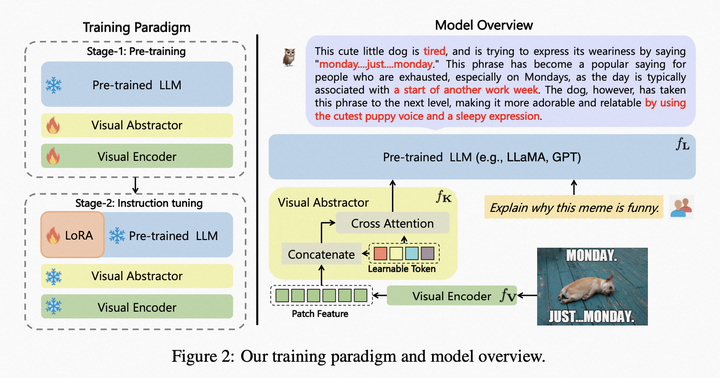 Training Paradigm
Stage-1: Pre-training
Pre-trained LLM
Visual Abstractor
Visual Encoder
Stage-2: Instruction tuning
LoRA
Pre-trained LLM
Visual Abstractor
Visual Encoder
Model Overview
This cute little dog is tired, and is trying to express its weariness by saying
"monday....just....monday." This phrase has become a popular saying for
people who are exhausted, especially on Mondays, as the day is typically
associated with a start of another work week. The dog, however, has taken
this phrase to the next level, making it more adorable and relatable by using
the cutest puppy voice and a sleepy expression.
Pre-trained LLM (e.g., LLaMA, GPT)
f_L
Visual Abstractor
f_K
Cross Attention
Concatenate
Learnable Token
Explain why this meme is funny.
Patch Feature
Visual Encoder f_V
MONDAY.
JUST...MONDAY.
Figure 2: Our training paradigm and model overview.